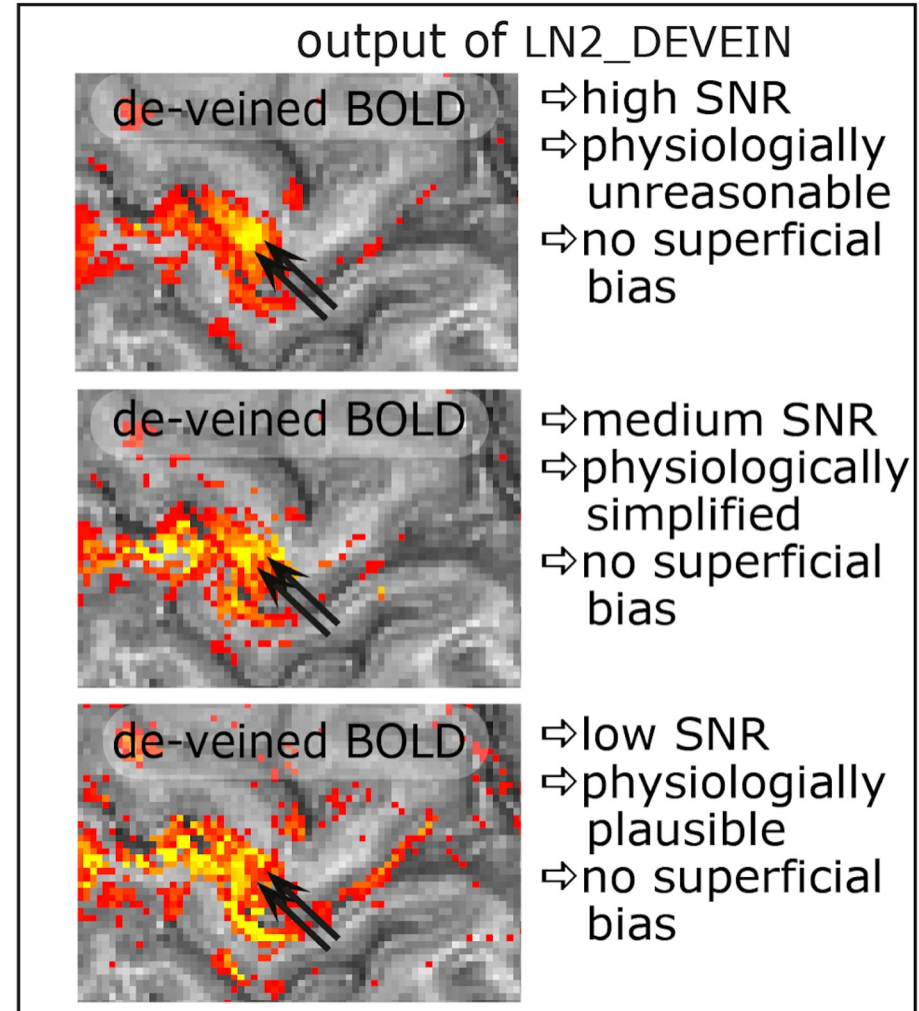 output of LN2_DEVEIN
de-veined BOLD
⇨high SNR
⇨physiologially
unreasonable
⇨no superficial
bias
de-veined BOLD
⇨medium SNR
⇨physiologically
simplified
⇨no superficial
bias
de-veined BOLD
⇨low SNR
⇨physiologially
plausible
⇨no superficial
bias